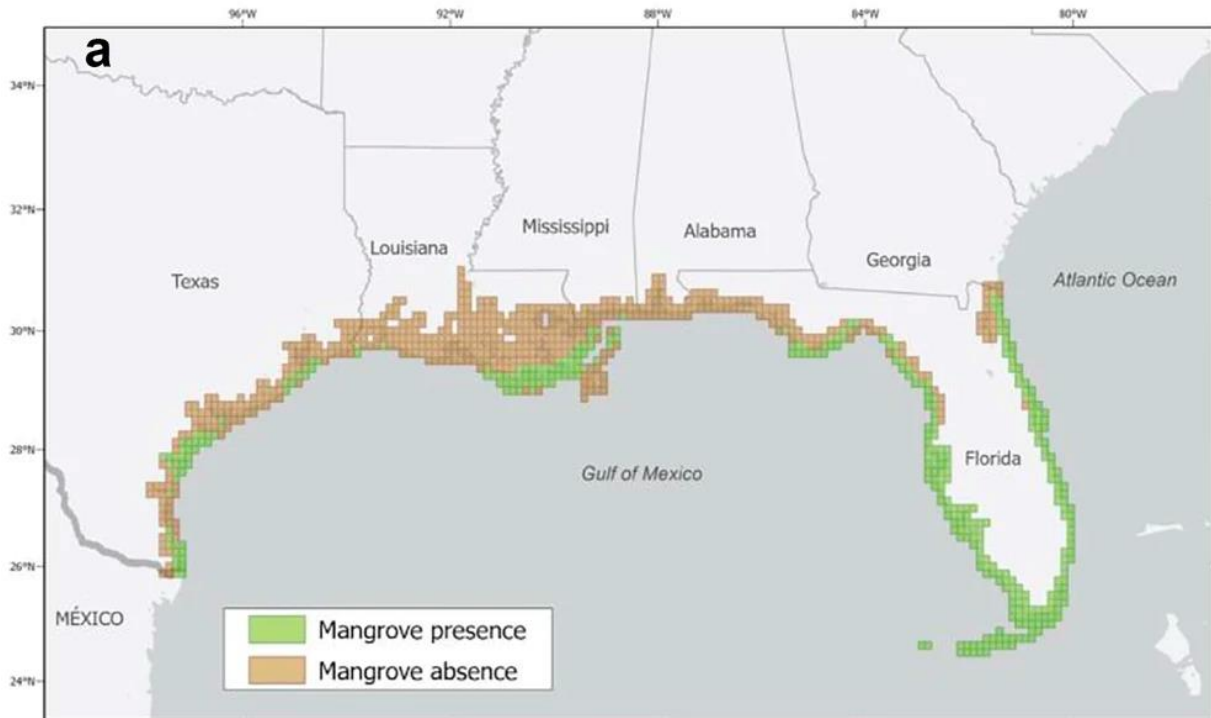 96°W 92°W 88°W 84°W 80°W
a
34°N
32°N
Mississippi
Alabama
Louisiana
Georgia
Texas
Atlantic Ocean
30°N
28°N
Florida
Gulf of Mexico
26°N
MÉXICO
Mangrove presence
Mangrove absence
24°N